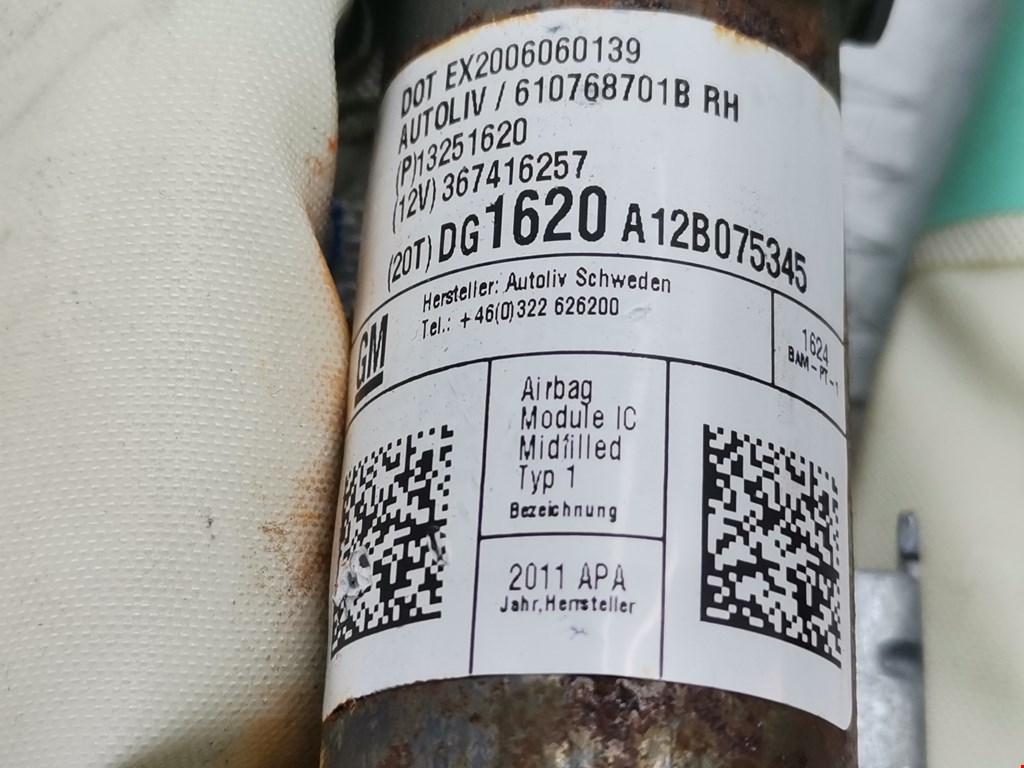 DOT EX2006060139
AUTOLIV / 610768701B RH
(P)13251620
(12V) 367416257
(20T) DG1620 A12B075345
Hersteller: Autoliv Schweden
Tel.: +46(0)322 626200
GM
1624
BAM-PT-1
Airbag
Module IC
Midfilled
Typ 1
Bezeichnung
2011 APA
Jahr,Hersteller